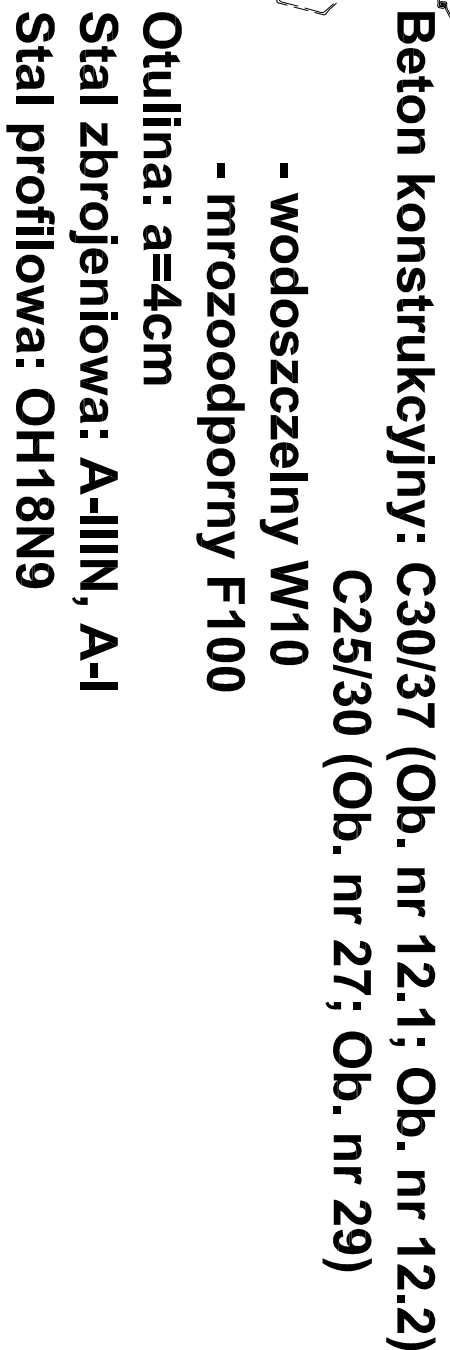 Beton konstrukcyjny: C30/37 (Ob. nr 12.1; Ob. nr 12.2)
C25/30 (Ob. nr 27; Ob. nr 29)
- wodoszczelny W10
- mrozoodporny F100
Otulina: a=4cm
Stal zbrojeniowa: A-IIIN, A-I
Stal profilowa: OH18N9